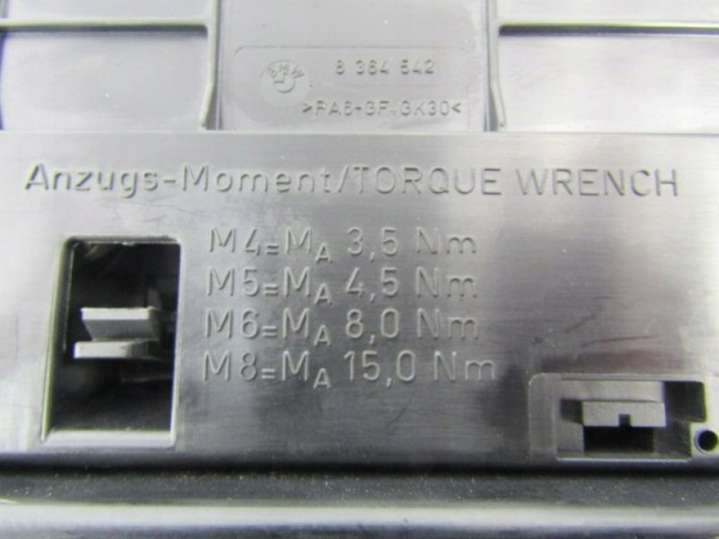 8 364 542
>PA6-GF/GK30<
Anzugs-Moment/TORQUE WRENCH
M4=MA 3,5 Nm
M5=MA 4,5 Nm
M6=MA 8,0 Nm
M8=MA 15,0 Nm